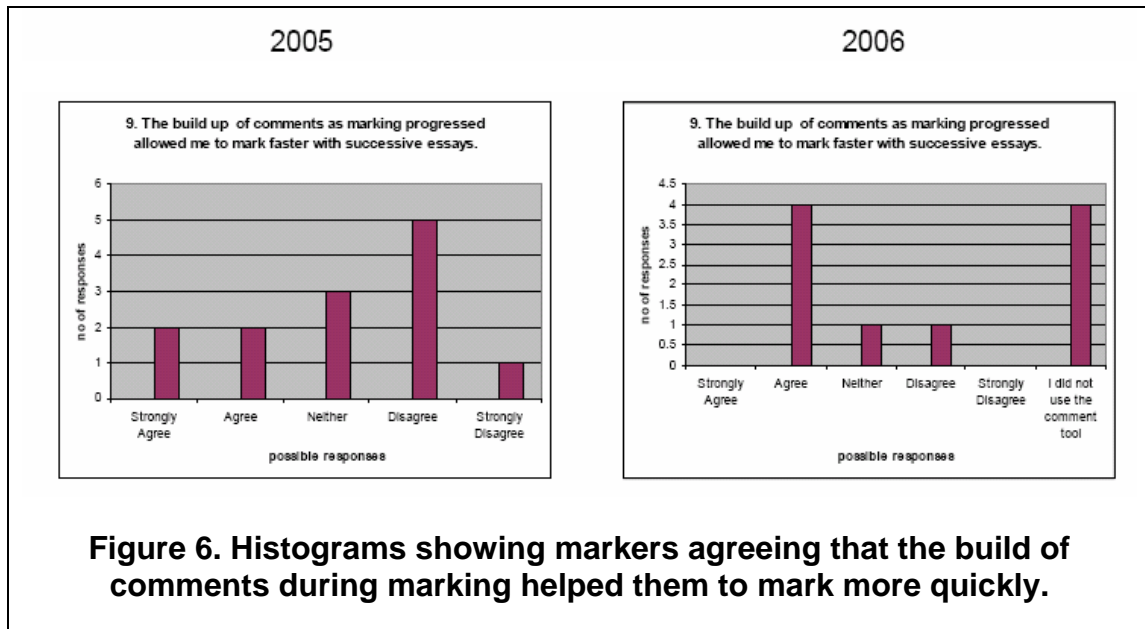 2005
2006
9. The build up of comments as marking progressed
allowed me to mark faster with successive essays.
6
5
4
3
2
1
0
no of responses
Strongly
Agree
Agree
Neither
Disagree
Strongly
Disagree
possible responses
9. The build up of comments as marking progressed
allowed me to mark faster with successive essays.
4.5
4
3.5
3
2.5
2
1.5
1
0.5
0
no of responses
Strongly
Agree
Agree
Neither
Disagree
Strongly
Disagree
I did not
use the
comment
tool
possible responses
Figure 6. Histograms showing markers agreeing that the build of
comments during marking helped them to mark more quickly.